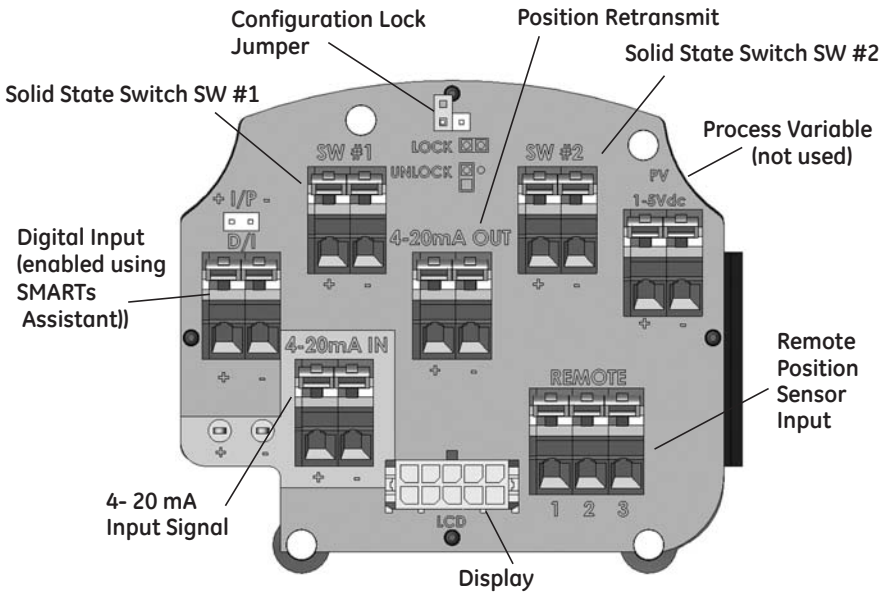 Configuration Lock
Jumper
Position Retransmit
Solid State Switch SW #2
Solid State Switch SW #1
Process Variable
(not used)
LOCK
UNLOCK
SW #1
SW #2
PV
1-5Vdc
+ I/P -
D/I
4-20mA OUT
Digital Input
(enabled using
SMARTs
Assistant))
+ -
+ -
+ -
+ -
+ -
4-20mA IN
REMOTE
Remote
Position
Sensor
Input
+ -
+ -
1 2 3
4- 20 mA
Input Signal
LCD
Display